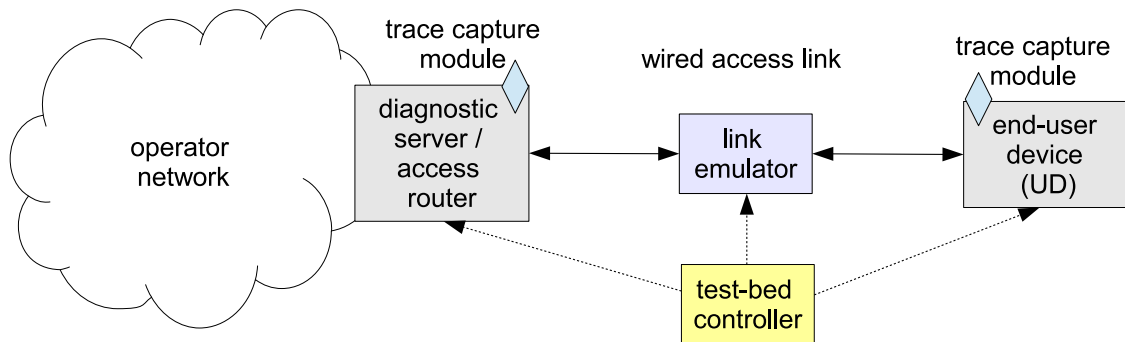 trace capture
module
wired access link
trace capture
module
operator
network
diagnostic
server /
access
router
link
emulator
end-user
device
(UD)
test-bed
controller